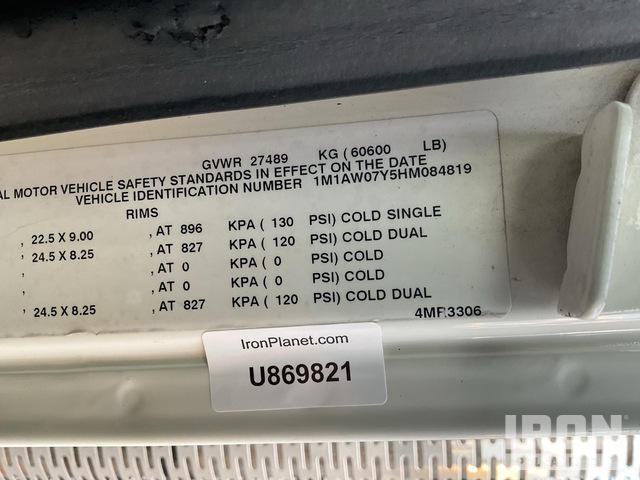 GVWR 27489 KG ( 60600 LB)
AL MOTOR VEHICLE SAFETY STANDARDS IN EFFECT ON THE DATE
VEHICLE IDENTIFICATION NUMBER 1M1AW07Y5HM084819
RIMS
, 22.5 X 9.00 , AT 896 KPA ( 130 PSI) COLD SINGLE
, 24.5 X 8.25 , AT 827 KPA ( 120 PSI) COLD DUAL
, , AT 0 KPA ( 0 PSI) COLD
, , AT 0 KPA ( 0 PSI) COLD
, 24.5 X 8.25 , AT 827 KPA ( 120 PSI) COLD DUAL
4MF3306
IronPlanet.com
U869821
IRON